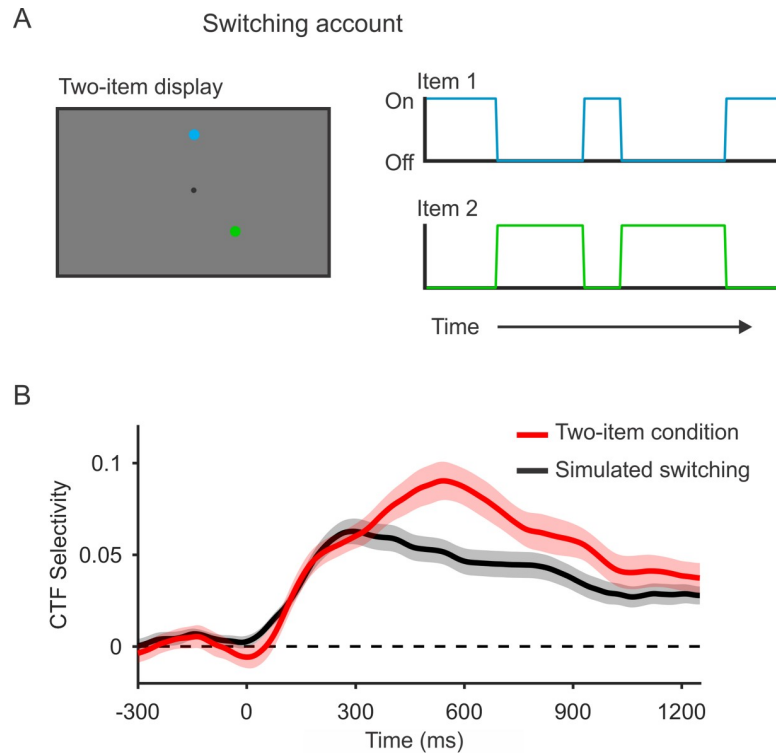 A
Switching account
Two-item display
Item 1
On
Off
Item 2
Time
B
Two-item condition
Simulated switching
CTF Selectivity
0.1
0.05
0
-300
0
300
600
900
1200
Time (ms)